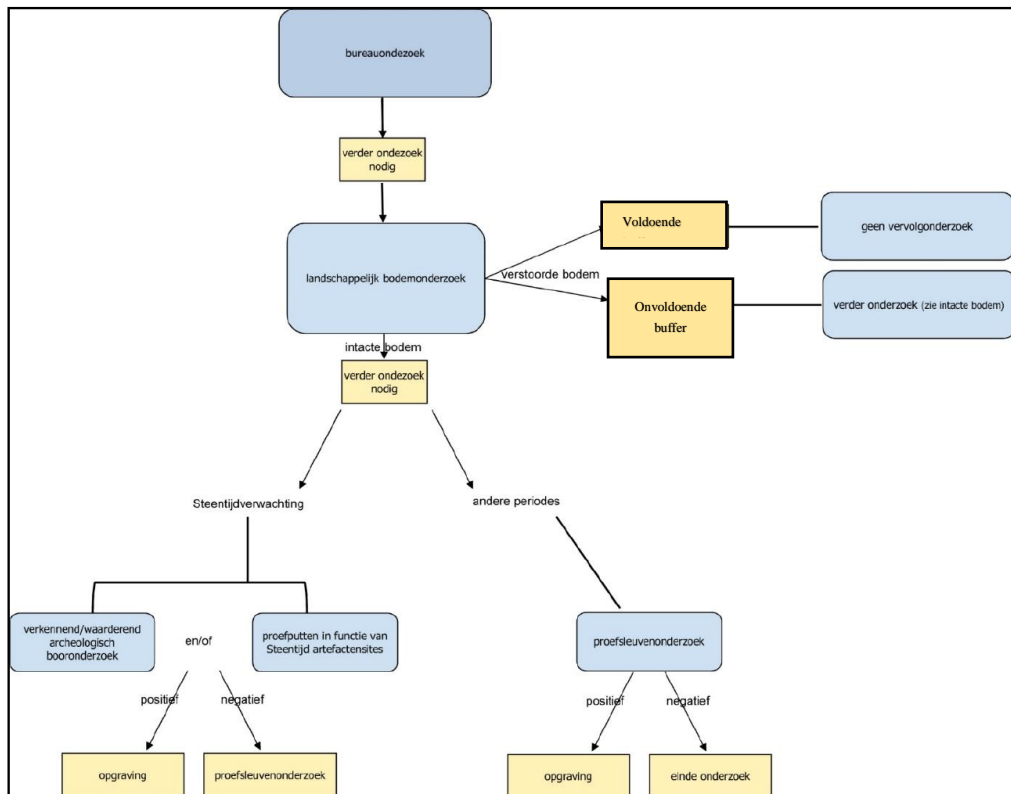 bureauondezoek
verder ondezoek
nodig
Voldoende
geen vervolgonderzoek
landschappelijk bodemonderzoek
verstoorde bodem
Onvoldoende
buffer
verder onderzoek (zie intacte bodem)
intacte bodem
verder ondezoek
nodig
Steentijdverwachting
andere periodes
verkennend/waarderend
archeologisch
booronderzoek
en/of
proefputten in functie van
Steentijd artefactensites
proefsleuvenonderzoek
positief
negatief
positief
negatief
opgraving
proefsleuvenonderzoek
opgraving
einde onderzoek